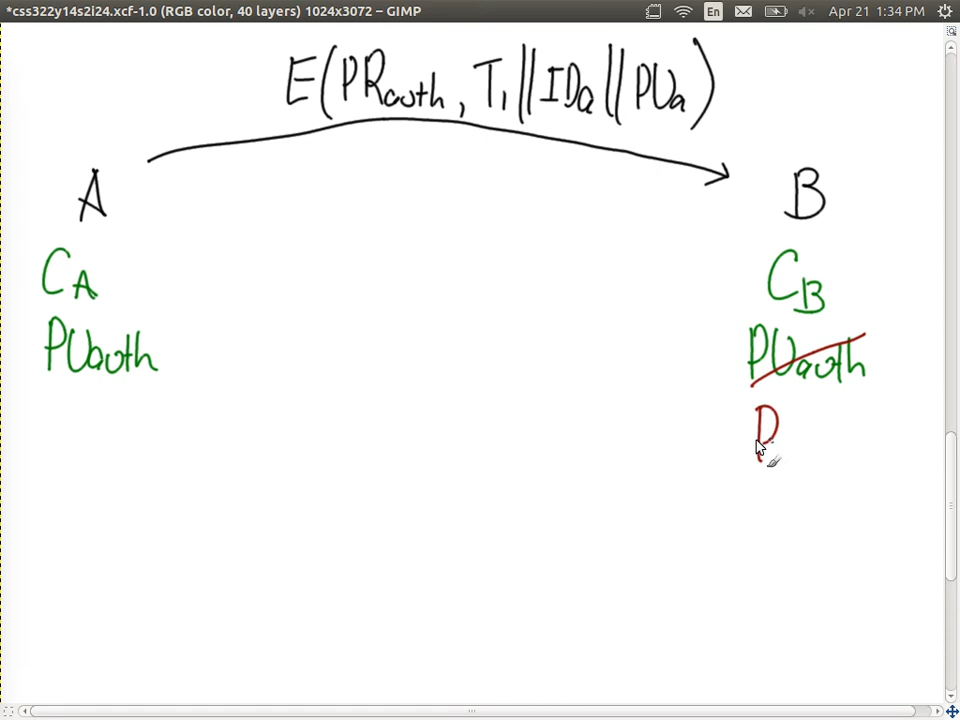 *css322y14s2i24.xcf-1.0 (RGB color, 40 layers) 1024x3072 – GIMP En Apr 21 1:34 PM
E(PRauth, T1||IDa||PUa)
A B
CA CB
PUauth PUauth
P